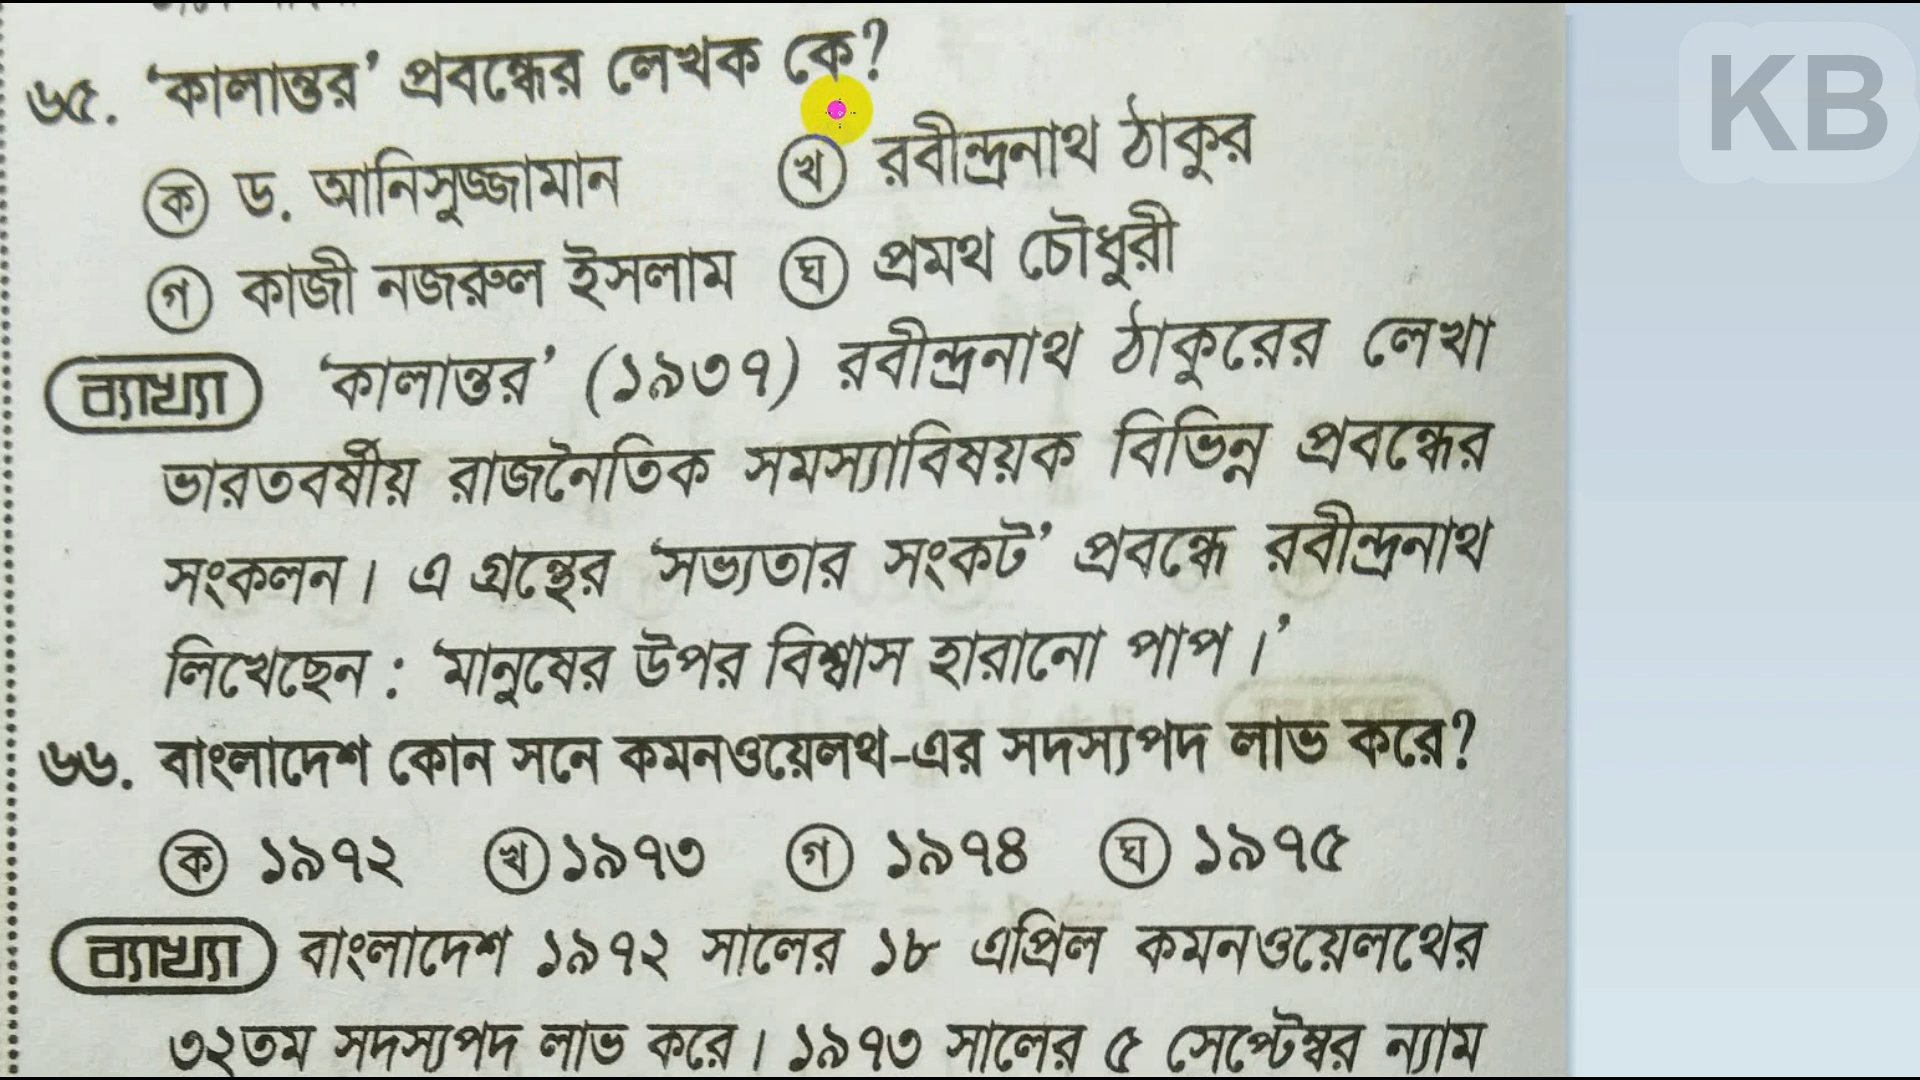 ৬৫. ‘কালান্তর’ প্রবন্ধের লেখক কে?
ক ড. আনিসুজ্জামান খ রবীন্দ্রনাথ ঠাকুর
গ কাজী নজরুল ইসলাম ঘ প্রমথ চৌধুরী
ব্যাখ্যা ‘কালান্তর’ (১৯৩৭) রবীন্দ্রনাথ ঠাকুরের লেখা
ভারতবর্ষীয় রাজনৈতিক সমস্যাবিষয়ক বিভিন্ন প্রবন্ধের
সংকলন। এ গ্রন্থের ‘সভ্যতার সংকট’ প্রবন্ধে রবীন্দ্রনাথ
লিখেছেন : ‘মানুষের উপর বিশ্বাস হারানো পাপ।’
৬৬. বাংলাদেশ কোন সনে কমনওয়েলথ-এর সদস্যপদ লাভ করে?
ক ১৯৭২ খ ১৯৭৩ গ ১৯৭৪ ঘ ১৯৭৫
ব্যাখ্যা বাংলাদেশ ১৯৭২ সালের ১৮ এপ্রিল কমনওয়েলথের
৩২তম সদস্যপদ লাভ করে। ১৯৭৩ সালের ৫ সেপ্টেম্বর ন্যাম
KB